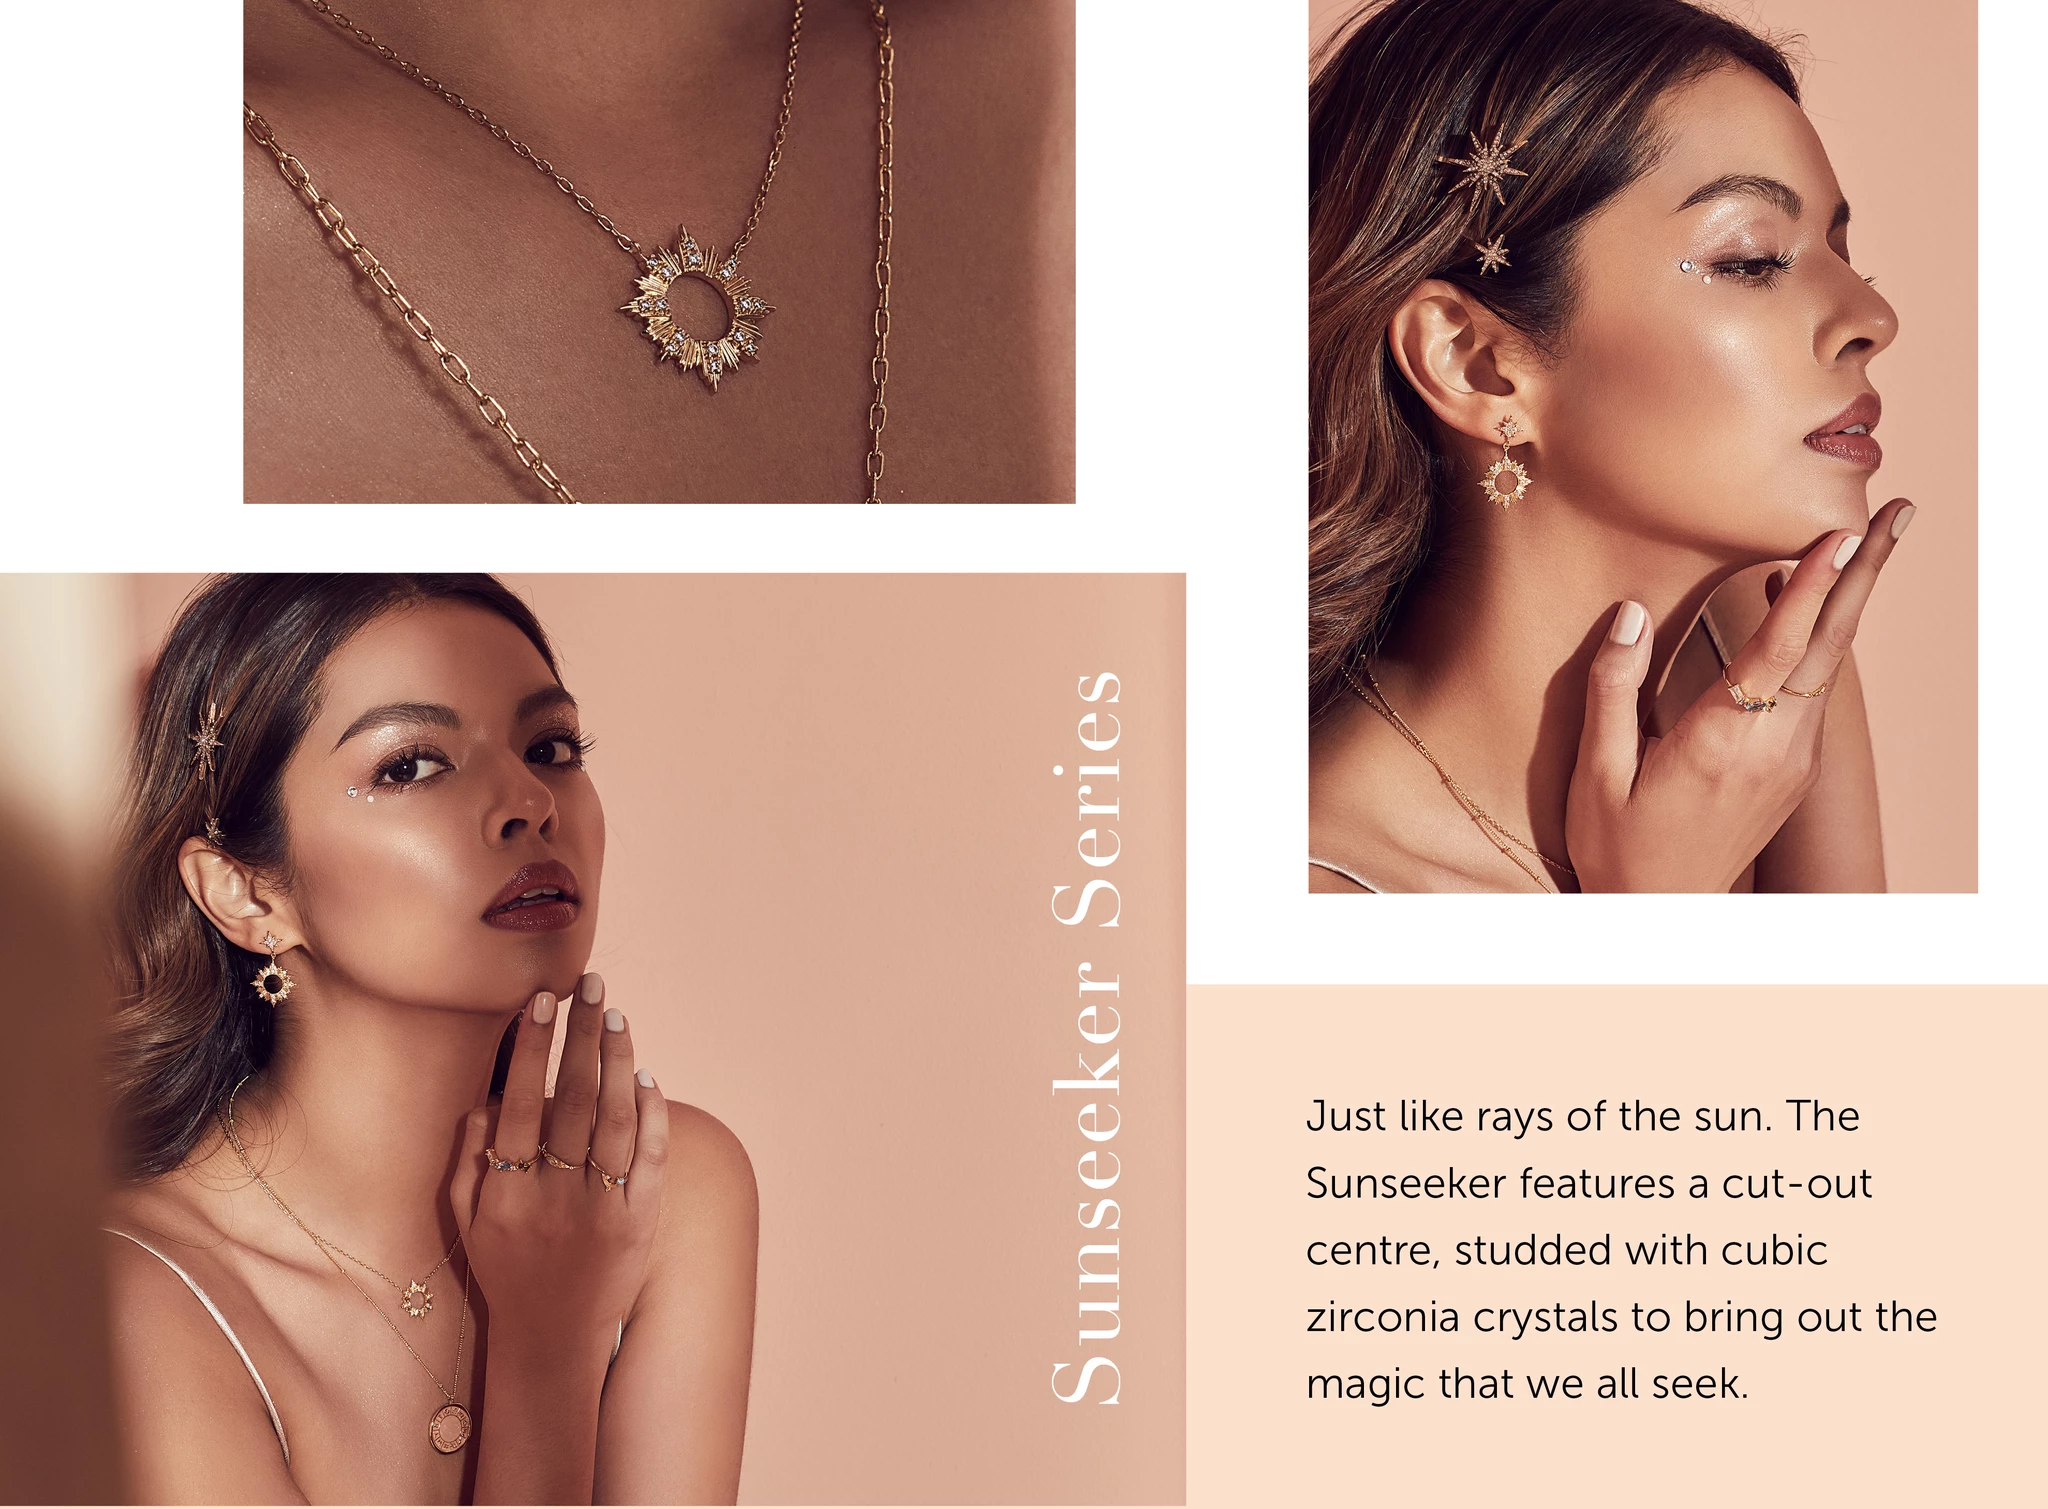 Sunseeker Series
Just like rays of the sun. The
Sunseeker features a cut-out
centre, studded with cubic
zirconia crystals to bring out the
magic that we all seek.